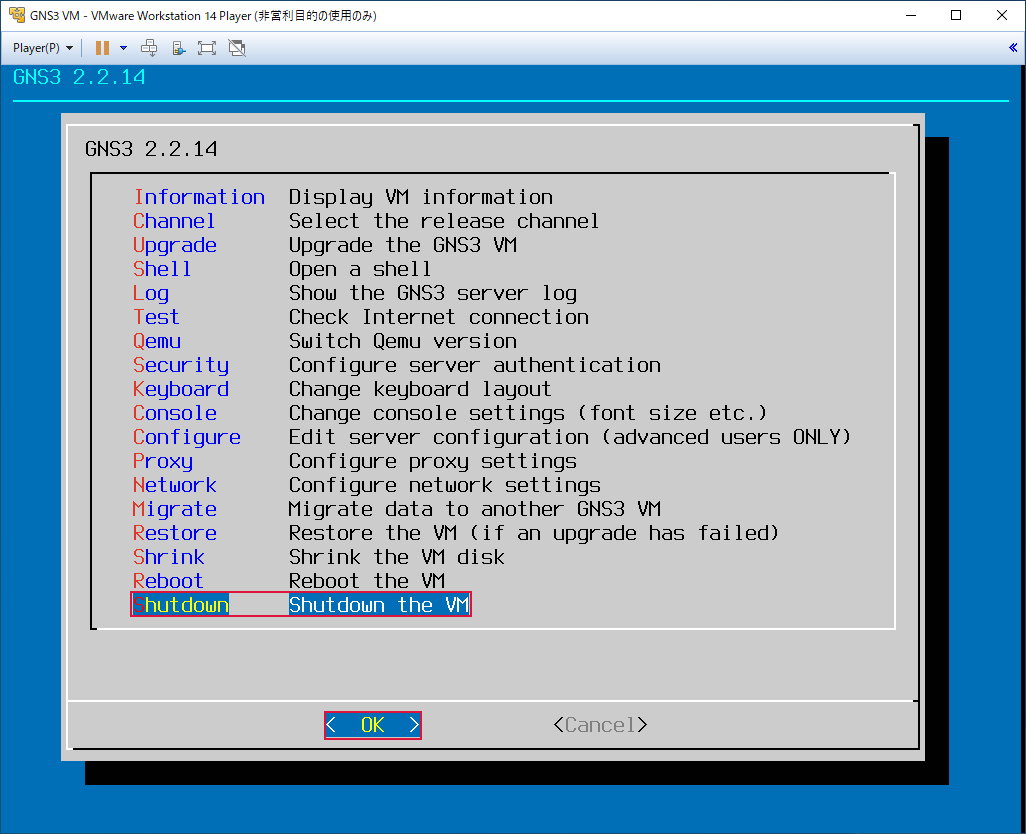 GNS3 VM - VMware Workstation 14 Player (非営利目的の使用のみ)
Player(P)
GNS3 2.2.14
GNS3 2.2.14
Information Display VM information
Channel Select the release channel
Upgrade Upgrade the GNS3 VM
Shell Open a shell
Log Show the GNS3 server log
Test Check Internet connection
Qemu Switch Qemu version
Security Configure server authentication
Keyboard Change keyboard layout
Console Change console settings (font size etc.)
Configure Edit server configuration (advanced users ONLY)
Proxy Configure proxy settings
Network Configure network settings
Migrate Migrate data to another GNS3 VM
Restore Restore the VM (if an upgrade has failed)
Shrink Shrink the VM disk
Reboot Reboot the VM
Shutdown Shutdown the VM
< OK > <Cancel>